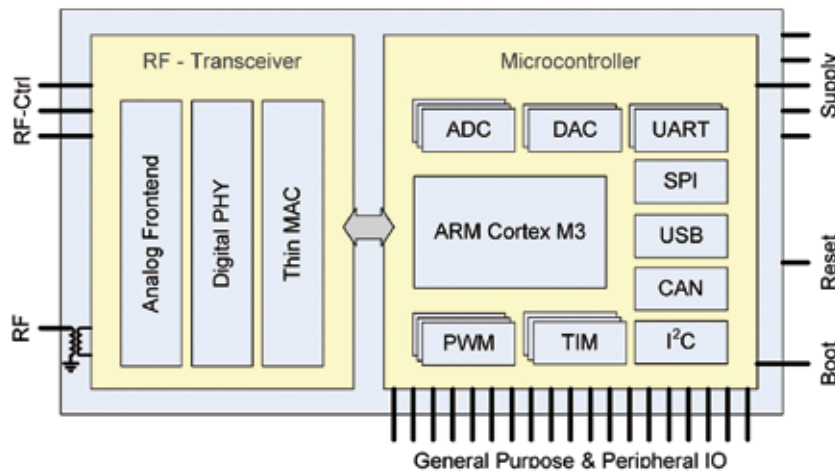 RF - Transceiver
Microcontroller
RF-Ctrl
RF
Analog Frontend
Digital PHY
Thin MAC
ADC
DAC
UART
SPI
ARM Cortex M3
USB
CAN
PWM
TIM
I²C
Supply
Reset
Boot
General Purpose & Peripheral IO